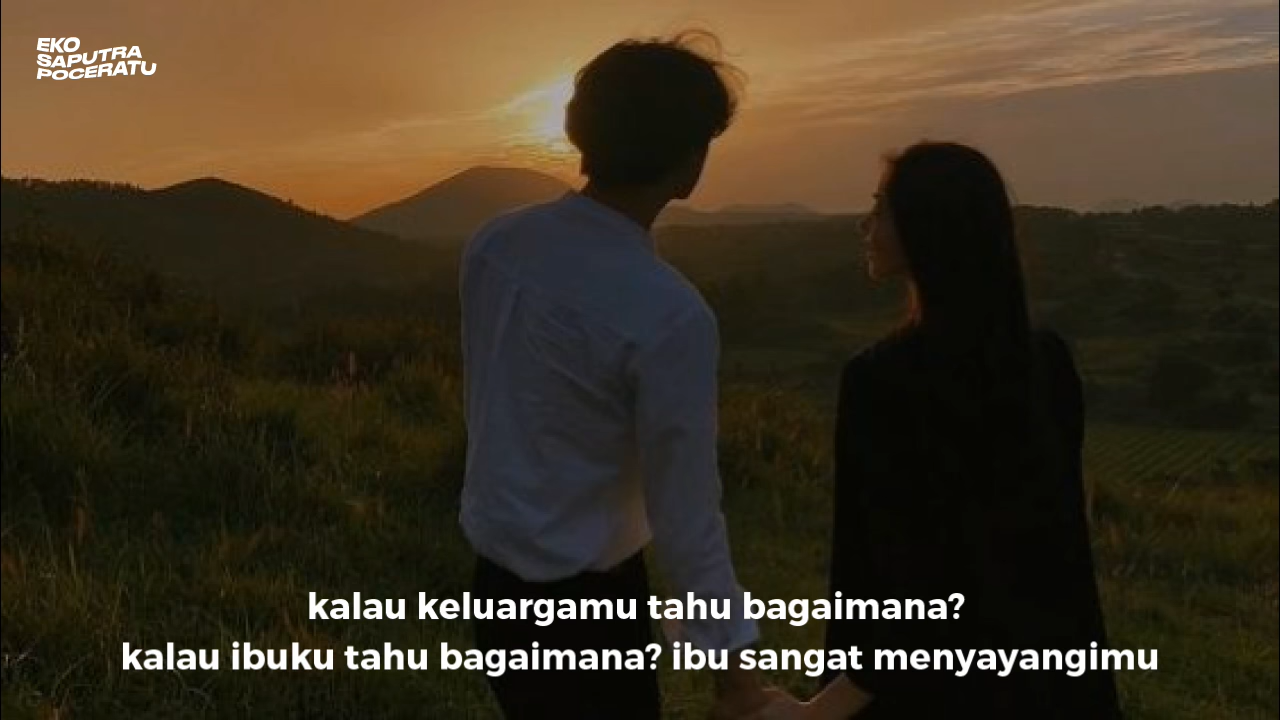 EKO
SAPUTRA
POCERATU
kalau keluargamu tahu bagaimana?
kalau ibuku tahu bagaimana? ibu sangat menyayangimu